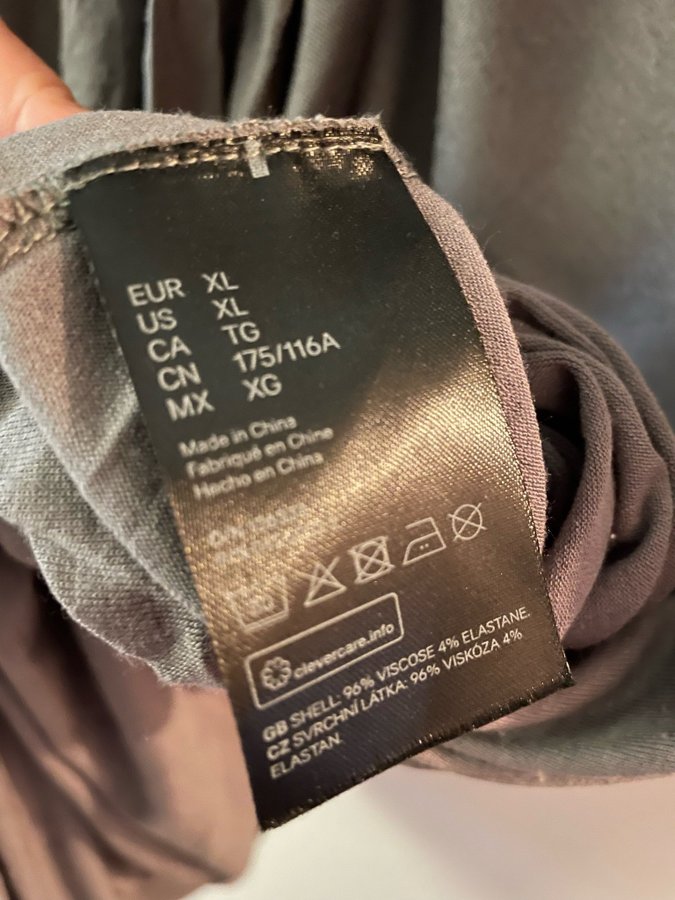 EUR XL
US XL
CA TG
CN 175/116A
MX XG
Made in China
Fabriqué en Chine
Hecho en China
clevercare.info
GB SHELL: 96% VISCOSE 4% ELASTANE.
CZ SVRCHNÍ LÁTKA: 96% VISKÓZA 4%
ELASTAN.